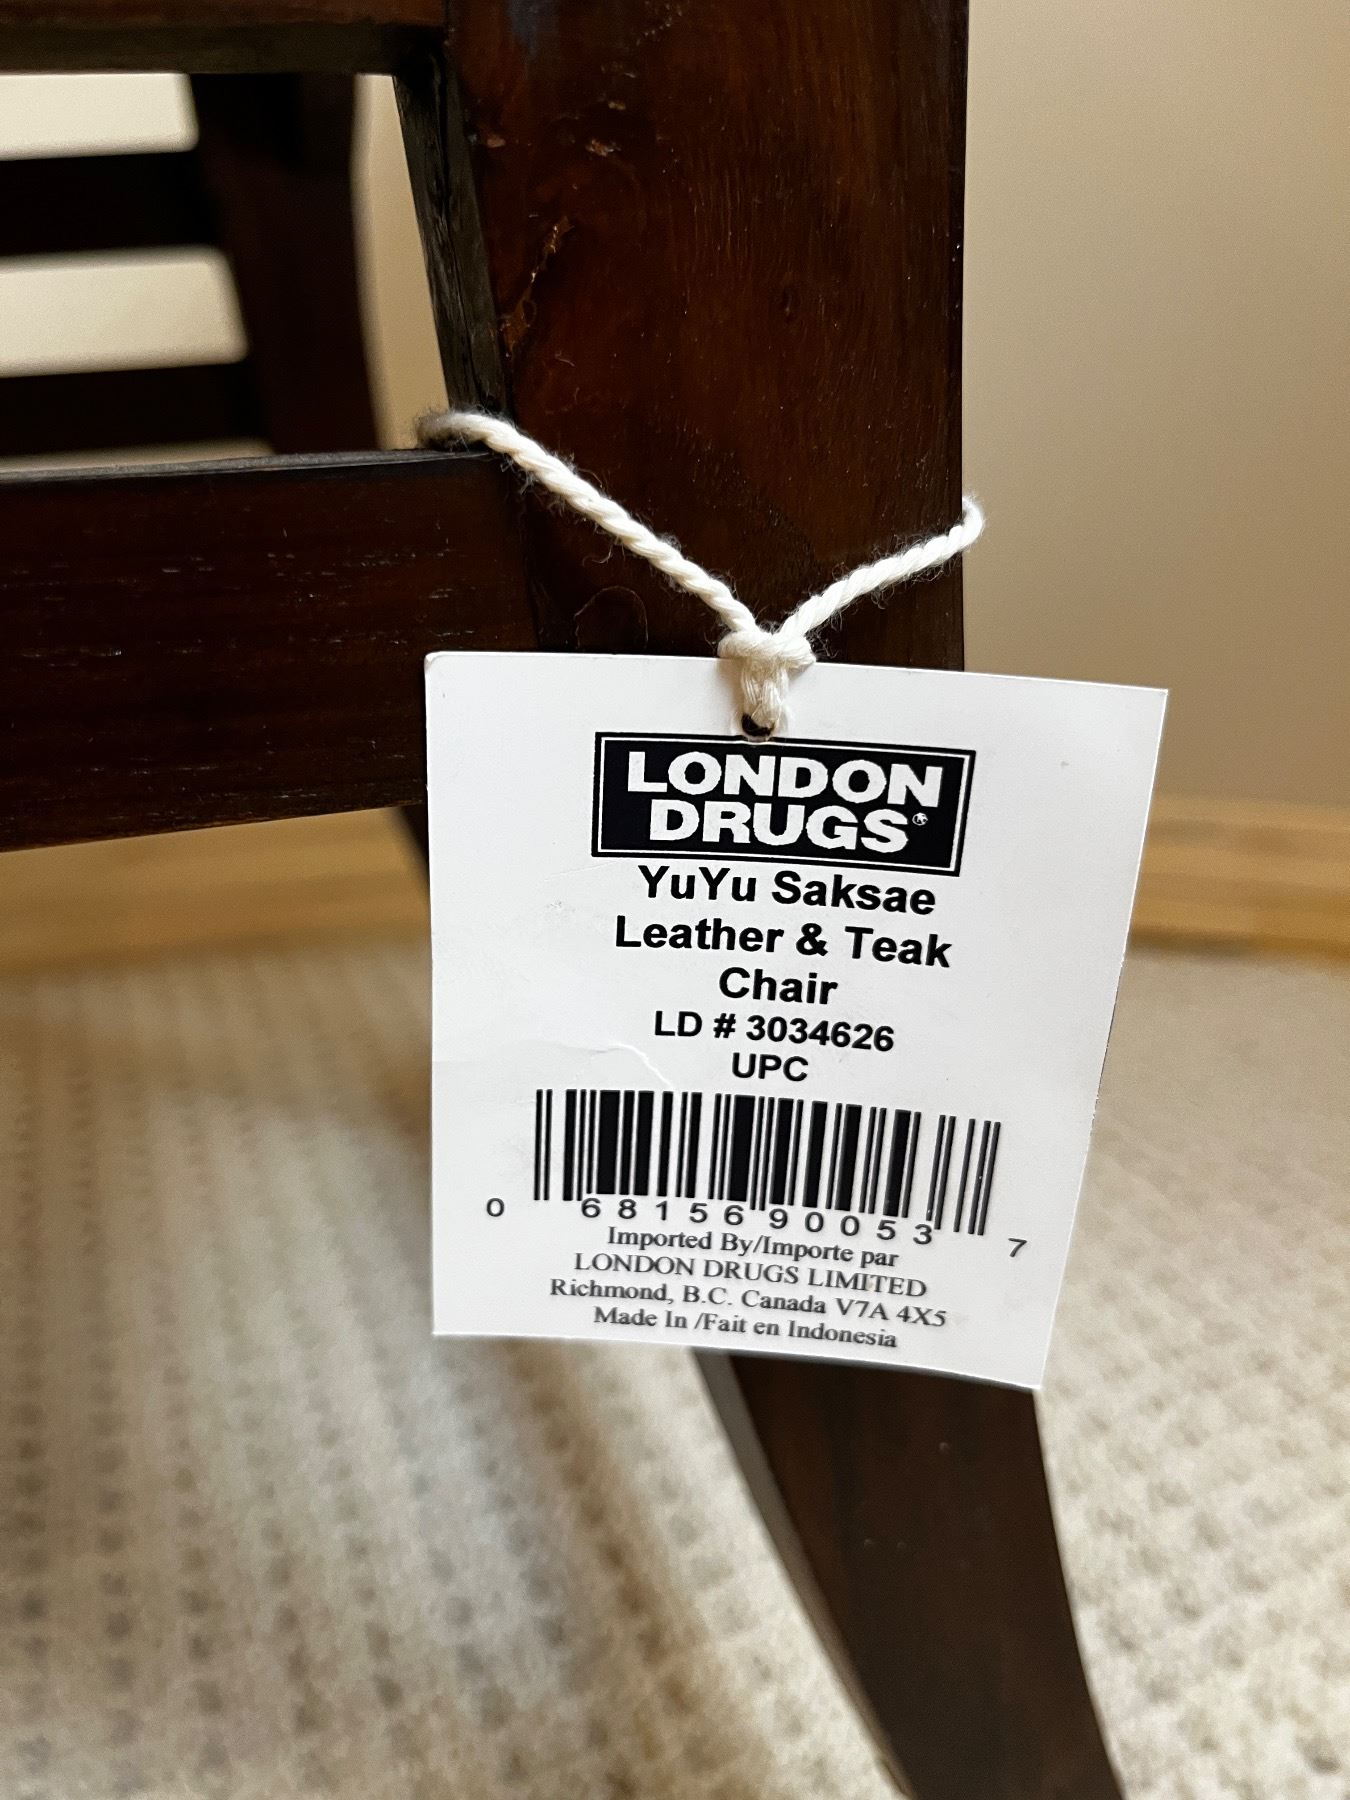 LONDON
DRUGS®
YuYu Saksae
Leather & Teak
Chair
LD # 3034626
UPC
0 68156 90053 7
Imported By/Importe par
LONDON DRUGS LIMITED
Richmond, B.C. Canada V7A 4X5
Made In /Fait en Indonesia